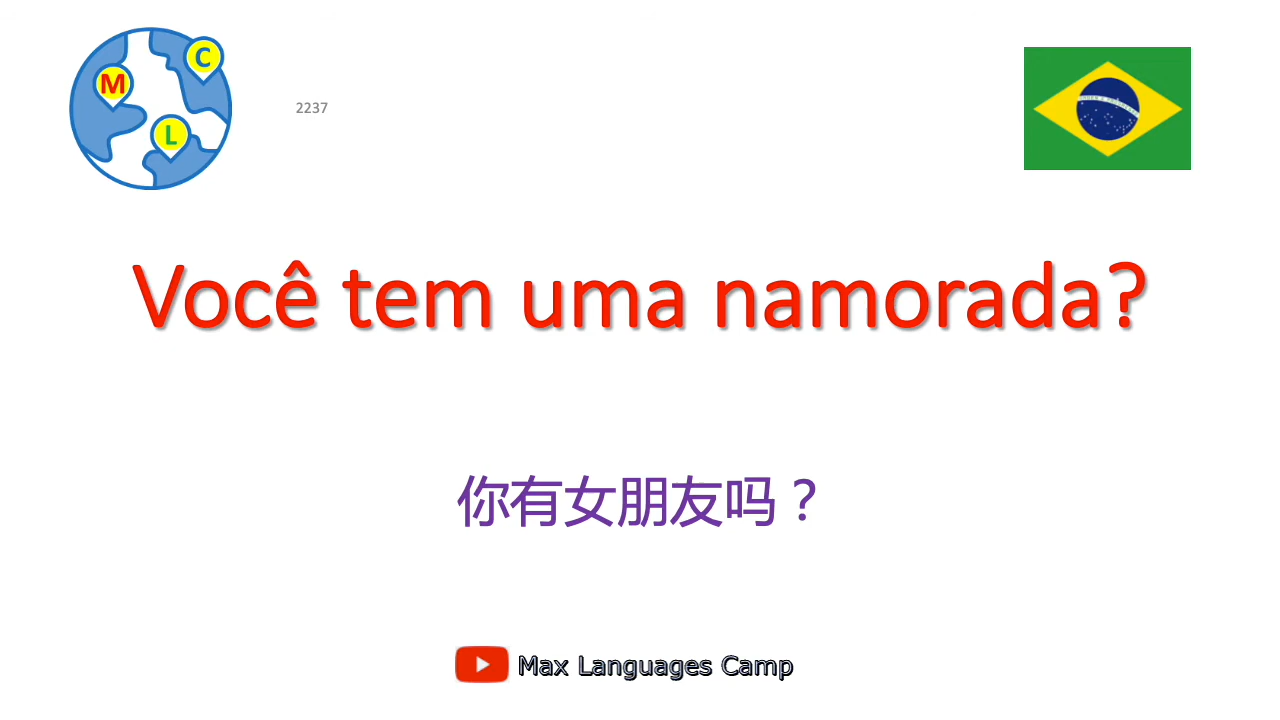 M
C
L
2237
Você tem uma namorada?
你有女朋友吗？
Max Languages Camp